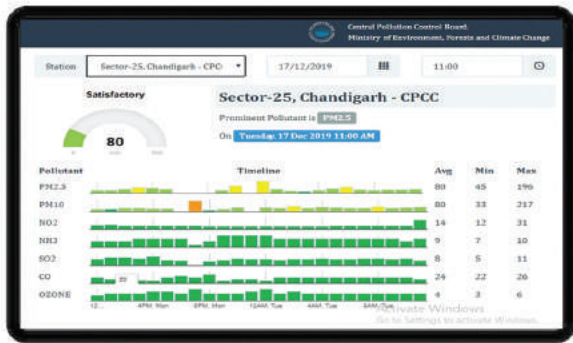 Central Pollution Control Board
Ministry of Environment, Forests and Climate Change
Station Sector-25, Chandigarh - CPC 17/12/2019 11:00
Satisfactory
80
Sector-25, Chandigarh - CPCC
Prominent Pollutant is PM2.5
On Tuesday, 17 Dec 2019 11:00 AM
Pollutant Timeline Avg Min Max
PM2.5 80 45 196
PM10 80 33 217
NO2 14 12 31
NH3 9 7 10
SO2 8 5 11
CO 24 22 26
OZONE 4 3 6
12... 4PM, Mon 8PM, Mon 12AM, Tue 4AM, Tue 8AM, Tue
Activate Windows
Go to Settings to activate Windows.